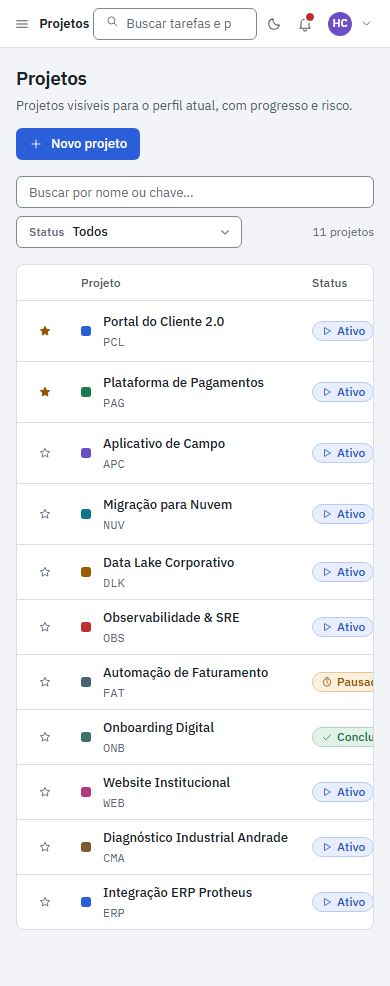 Projetos
Buscar tarefas e p
HC
Projetos
Projetos visíveis para o perfil atual, com progresso e risco.
Novo projeto
Buscar por nome ou chave...
Status Todos
11 projetos
Projeto Status
Portal do Cliente 2.0
PCL
Ativo
Plataforma de Pagamentos
PAG
Ativo
Aplicativo de Campo
APC
Ativo
Migração para Nuvem
NUV
Ativo
Data Lake Corporativo
DLK
Ativo
Observabilidade & SRE
OBS
Ativo
Automação de Faturamento
FAT
Pausad
Onboarding Digital
ONB
Conclu
Website Institucional
WEB
Ativo
Diagnóstico Industrial Andrade
CMA
Ativo
Integração ERP Protheus
ERP
Ativo